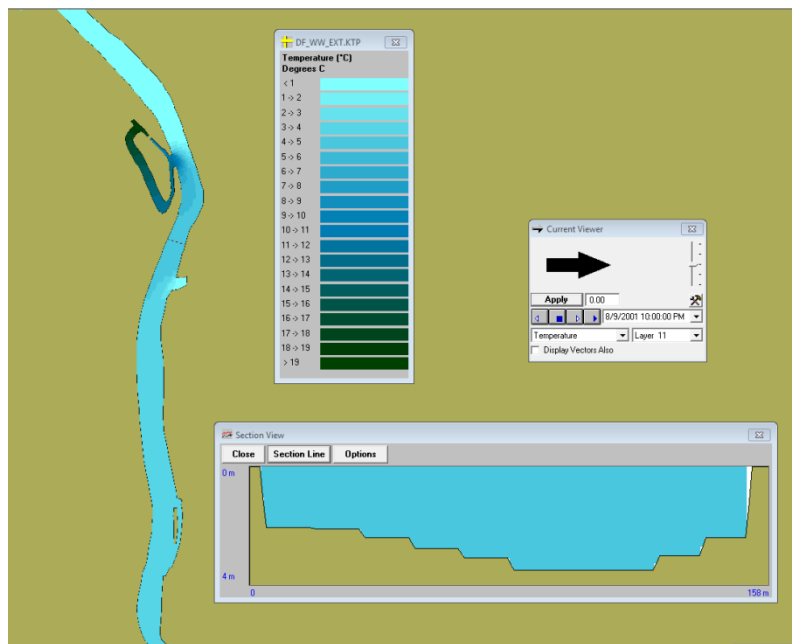 DF_WW_EXT.KTP
Temperature (°C)
Degrees C
< 1
1 -> 2
2 -> 3
3 -> 4
4 -> 5
5 -> 6
6 -> 7
7 -> 8
8 -> 9
9 -> 10
10 -> 11
11 -> 12
12 -> 13
13 -> 14
14 -> 15
15 -> 16
16 -> 17
17 -> 18
18 -> 19
> 19
Current Viewer
Apply 0.00
8/9/2001 10:00:00 PM
Temperature Layer 11
Display Vectors Also
Section View
Close Section Line Options
0 m
4 m
0 158 m